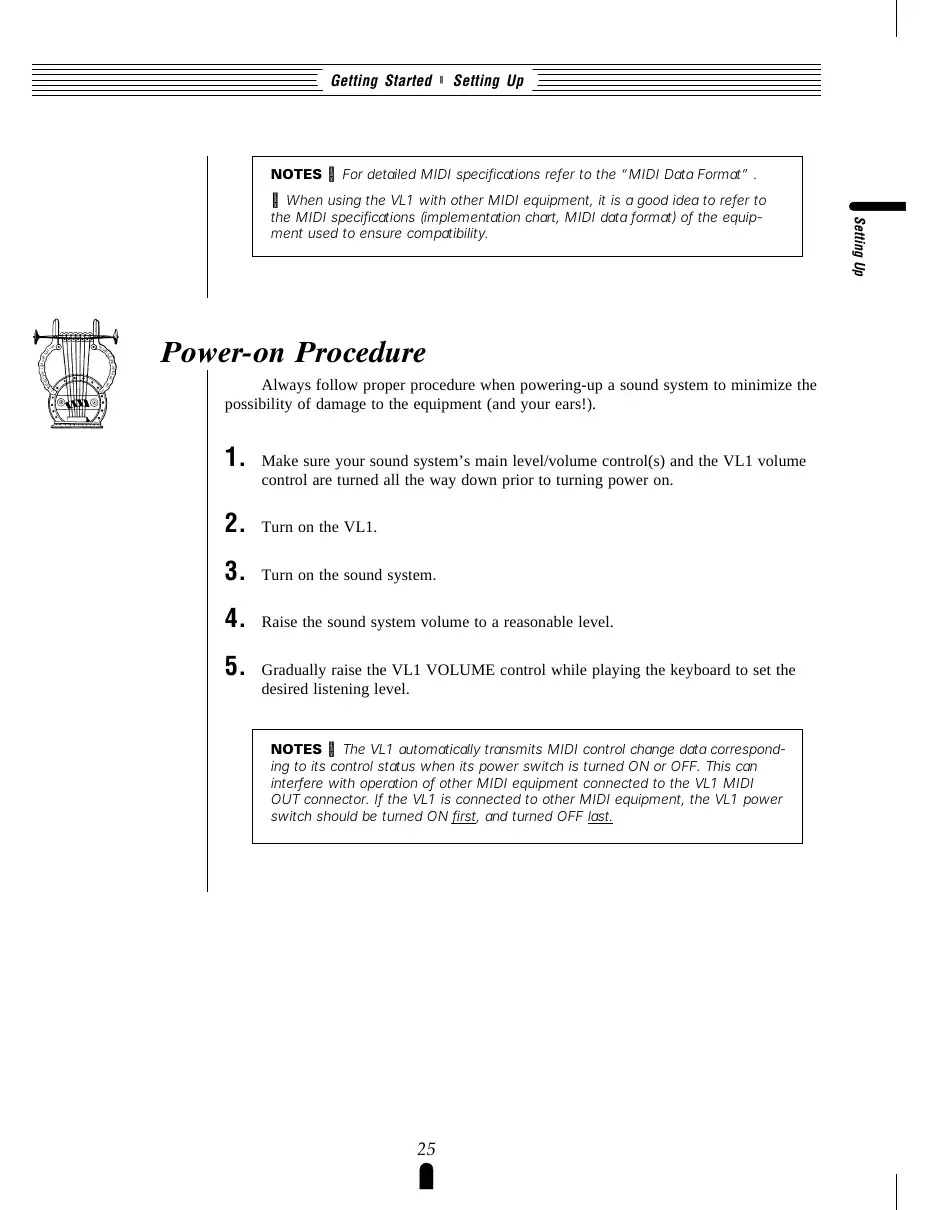 Getting Started Setting Up
NOTES For detailed MIDI specifications refer to the “MIDI Data Format” .
When using the VL1 with other MIDI equipment, it is a good idea to refer to
the MIDI specifications (implementation chart, MIDI data format) of the equip-
ment used to ensure compatibility.
Setting Up
Power-on Procedure
Always follow proper procedure when powering-up a sound system to minimize the
possibility of damage to the equipment (and your ears!).
1. Make sure your sound system’s main level/volume control(s) and the VL1 volume
control are turned all the way down prior to turning power on.
2. Turn on the VL1.
3. Turn on the sound system.
4. Raise the sound system volume to a reasonable level.
5. Gradually raise the VL1 VOLUME control while playing the keyboard to set the
desired listening level.
NOTES The VL1 automatically transmits MIDI control change data correspond-
ing to its control status when its power switch is turned ON or OFF. This can
interfere with operation of other MIDI equipment connected to the VL1 MIDI
OUT connector. If the VL1 is connected to other MIDI equipment, the VL1 power
switch should be turned ON first, and turned OFF last.
25